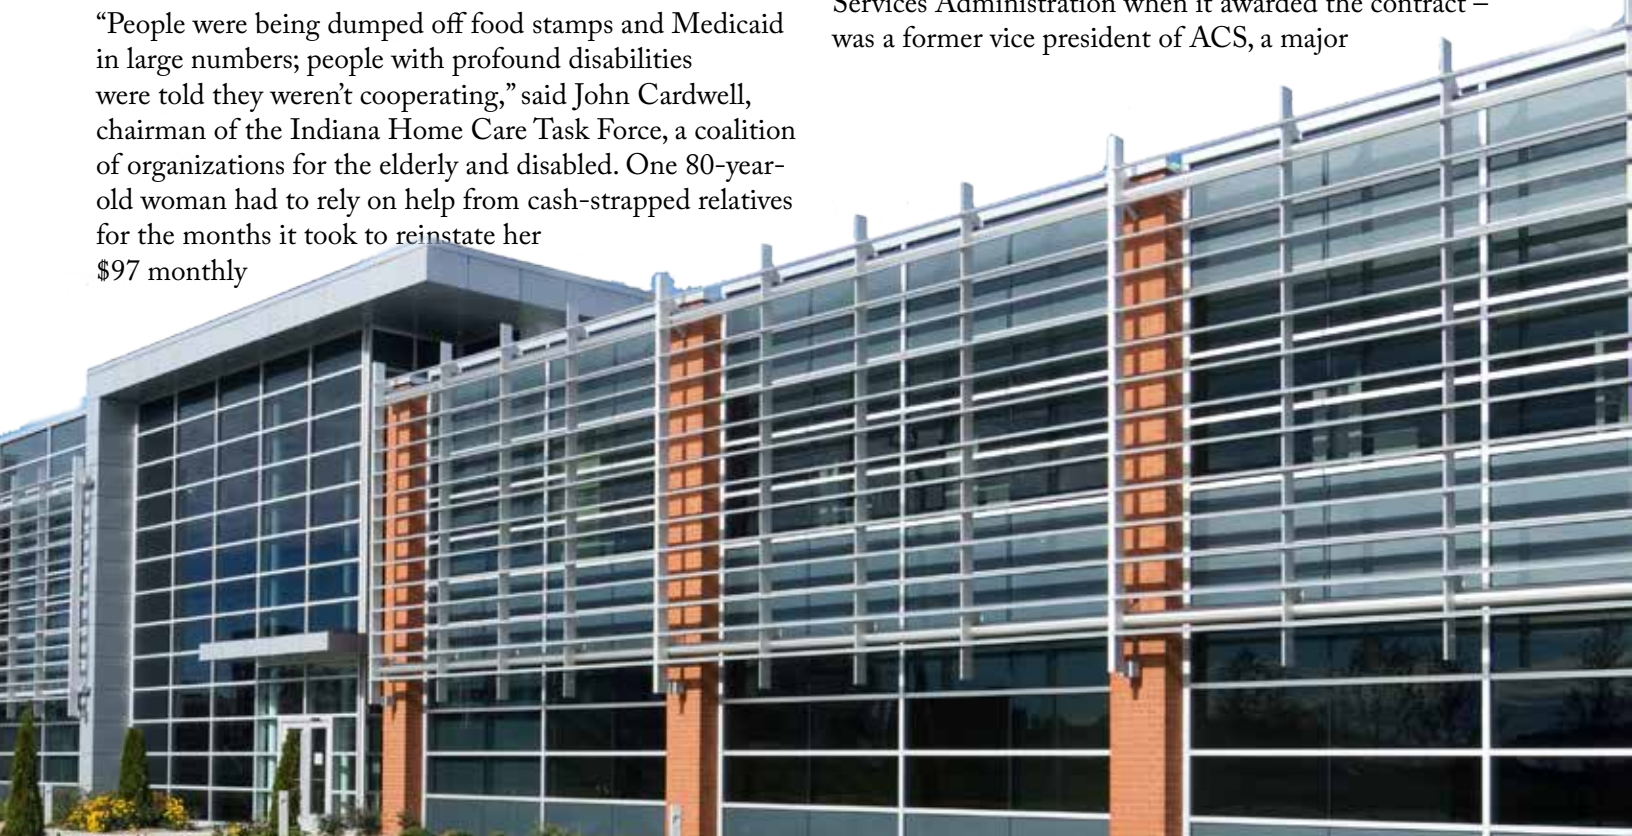 “People were being dumped off food stamps and Medicaid
in large numbers; people with profound disabilities
were told they weren’t cooperating,” said John Cardwell,
chairman of the Indiana Home Care Task Force, a coalition
of organizations for the elderly and disabled. One 80-year-
old woman had to rely on help from cash-strapped relatives
for the months it took to reinstate her
$97 monthly
Services Administration when it awarded the contract –
was a former vice president of ACS, a major